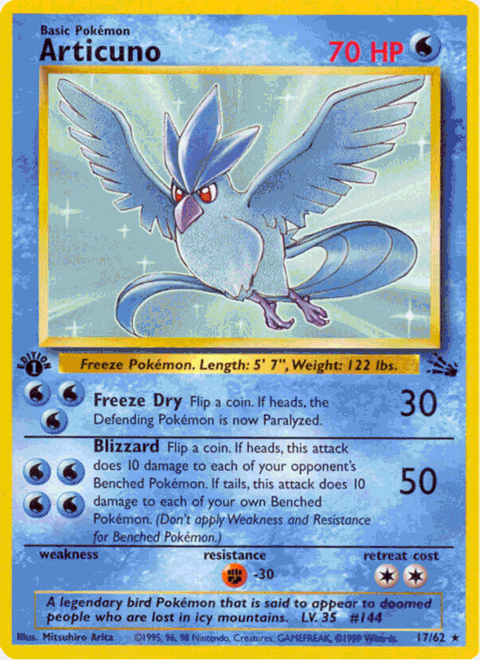 Basic Pokémon
Articuno
70 HP
EDITION
1
Freeze Pokémon. Length: 5' 7", Weight: 122 lbs.
Freeze Dry Flip a coin. If heads, the
Defending Pokémon is now Paralyzed.
30
Blizzard Flip a coin. If heads, this attack
does 10 damage to each of your opponent's
Benched Pokémon. If tails, this attack does 10
damage to each of your own Benched
Pokémon. (Don't apply Weakness and Resistance
for Benched Pokémon.)
50
weakness
resistance
retreat cost
-30
A legendary bird Pokémon that is said to appear to doomed
people who are lost in icy mountains. LV. 35 #144
Illus. Mitsuhiro Arita
©1995, 96, 98 Nintendo, Creatures, GAMEFREAK, ©1999 Wizards.
17/62 ★